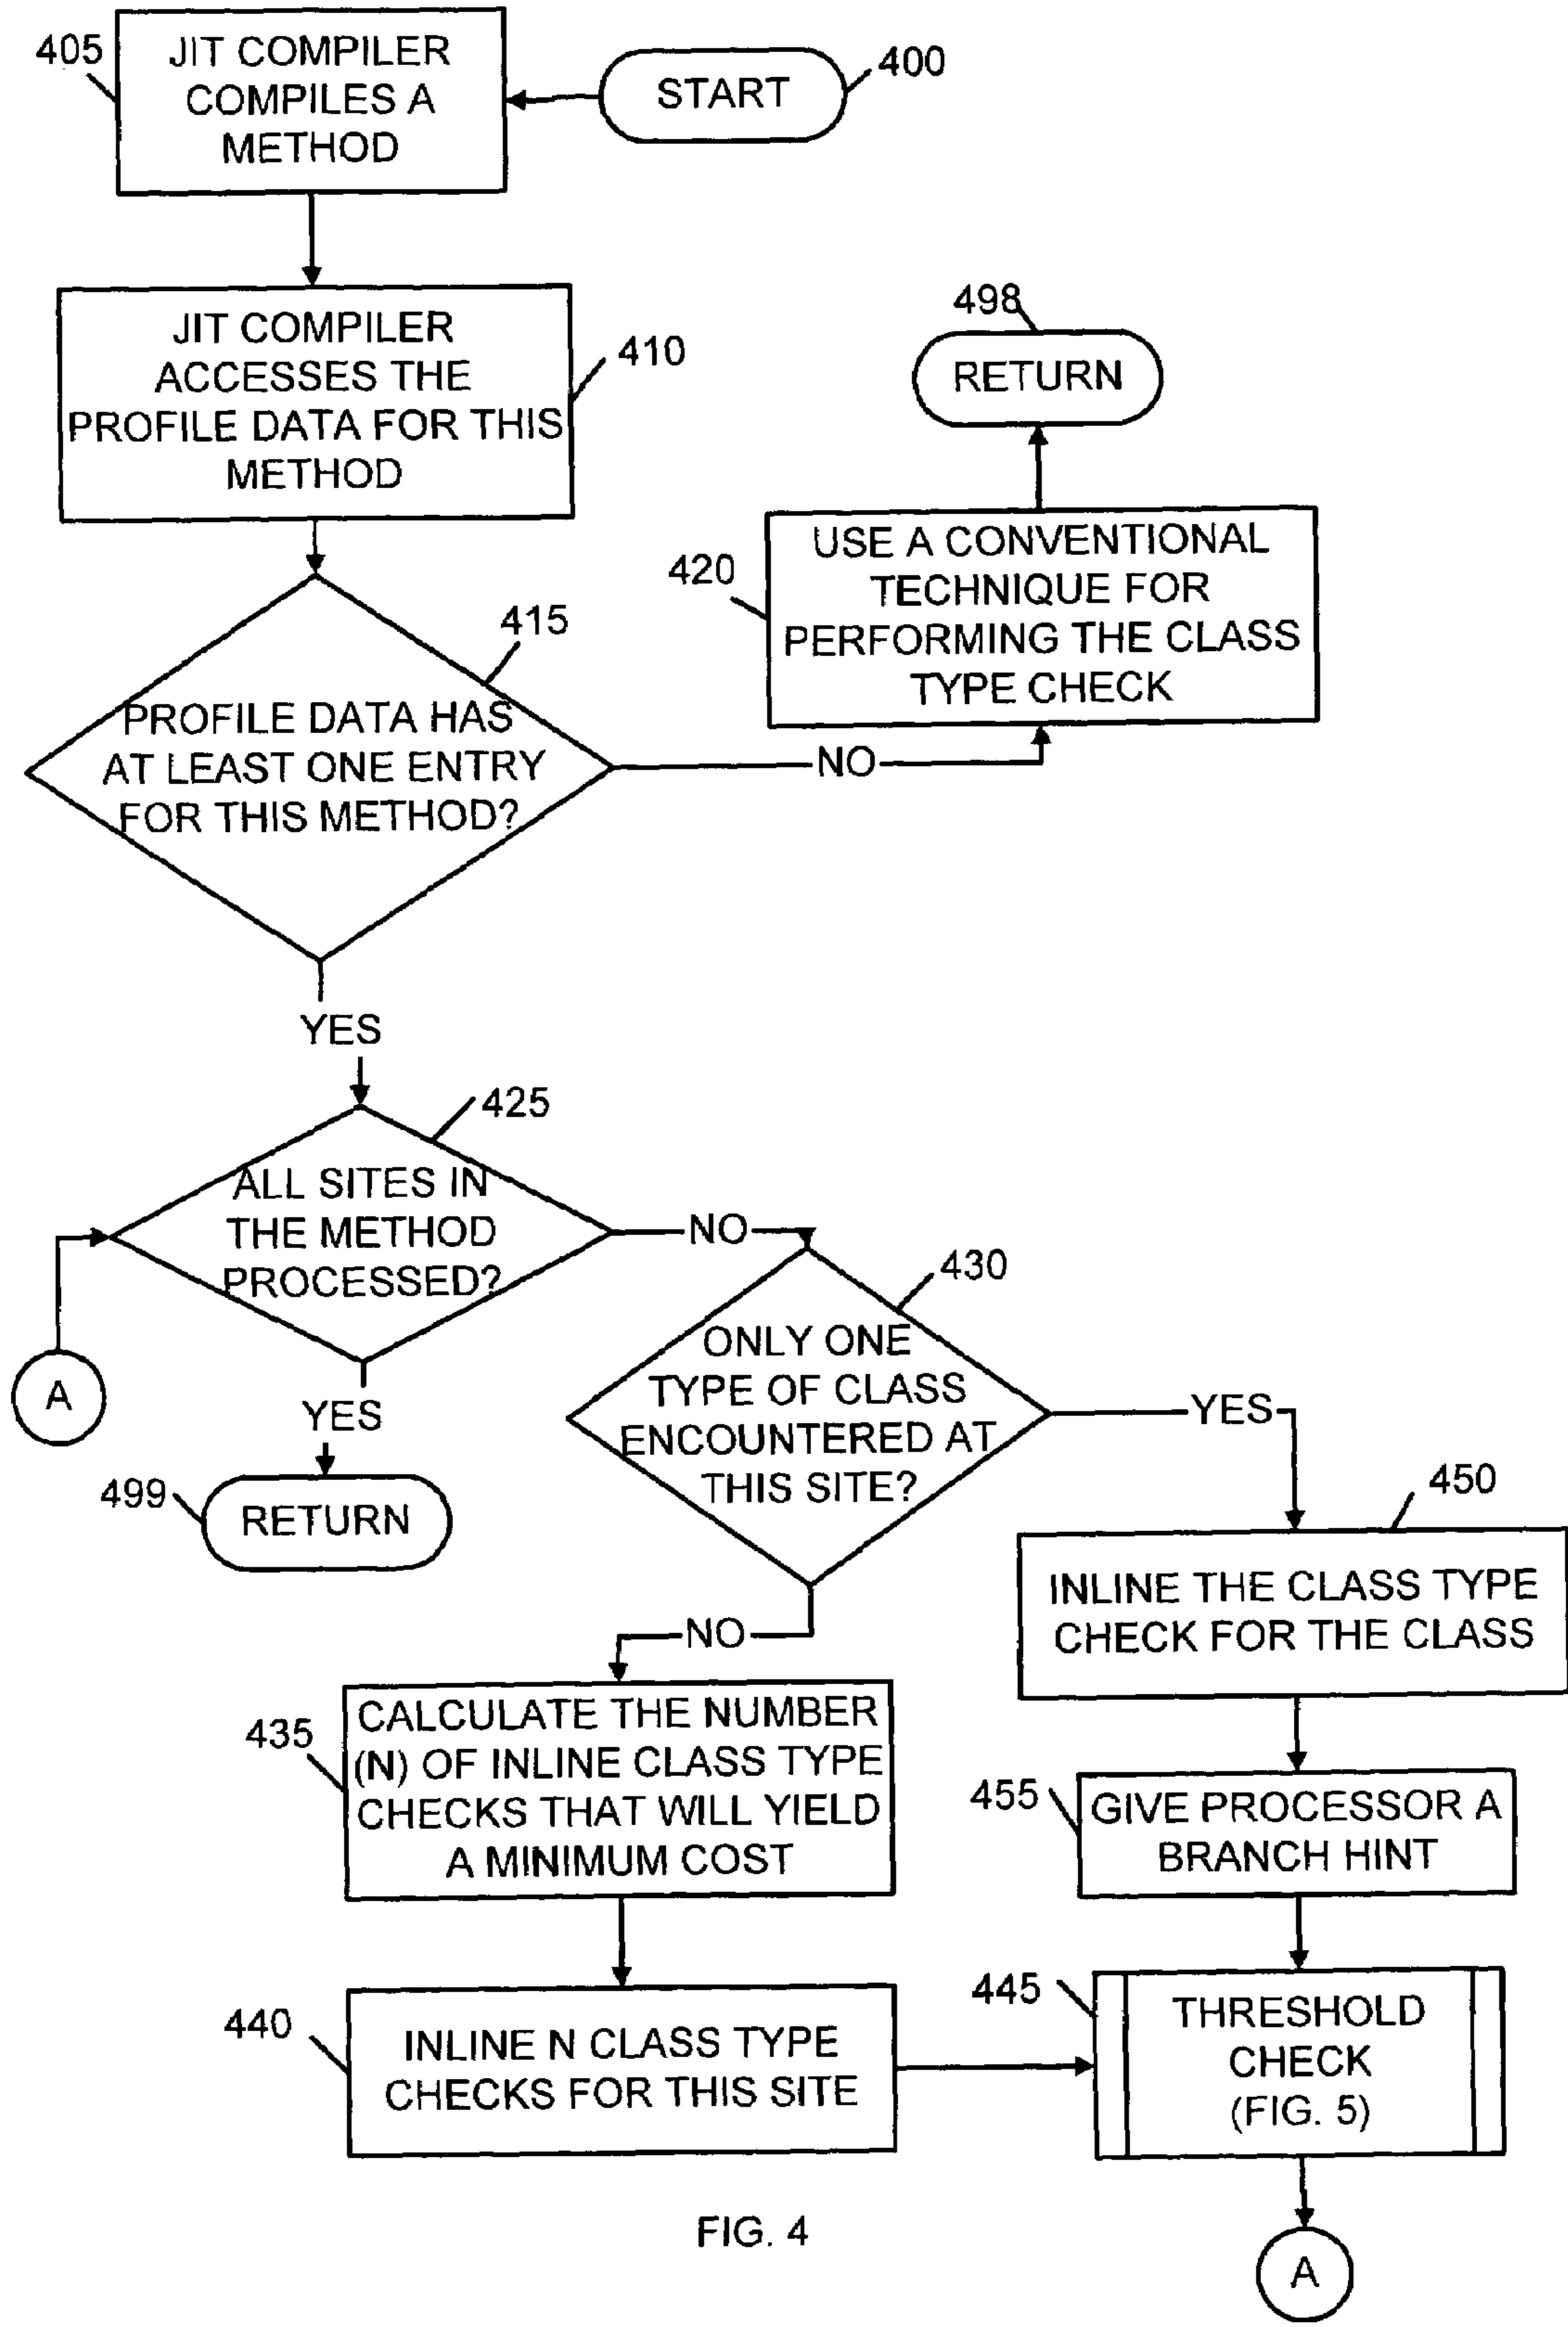 405
JIT COMPILER
COMPILES A
METHOD
START
400
JIT COMPILER
ACCESSES THE
PROFILE DATA FOR THIS
METHOD
410
498
RETURN
420
USE A CONVENTIONAL
TECHNIQUE FOR
PERFORMING THE CLASS
TYPE CHECK
415
PROFILE DATA HAS
AT LEAST ONE ENTRY
FOR THIS METHOD?
NO
YES
425
ALL SITES IN
THE METHOD
PROCESSED?
NO
A
YES
499
RETURN
430
ONLY ONE
TYPE OF CLASS
ENCOUNTERED AT
THIS SITE?
YES
NO
450
INLINE THE CLASS TYPE
CHECK FOR THE CLASS
435
CALCULATE THE NUMBER
(N) OF INLINE CLASS TYPE
CHECKS THAT WILL YIELD
A MINIMUM COST
455
GIVE PROCESSOR A
BRANCH HINT
440
INLINE N CLASS TYPE
CHECKS FOR THIS SITE
445
THRESHOLD
CHECK
(FIG. 5)
A
FIG. 4